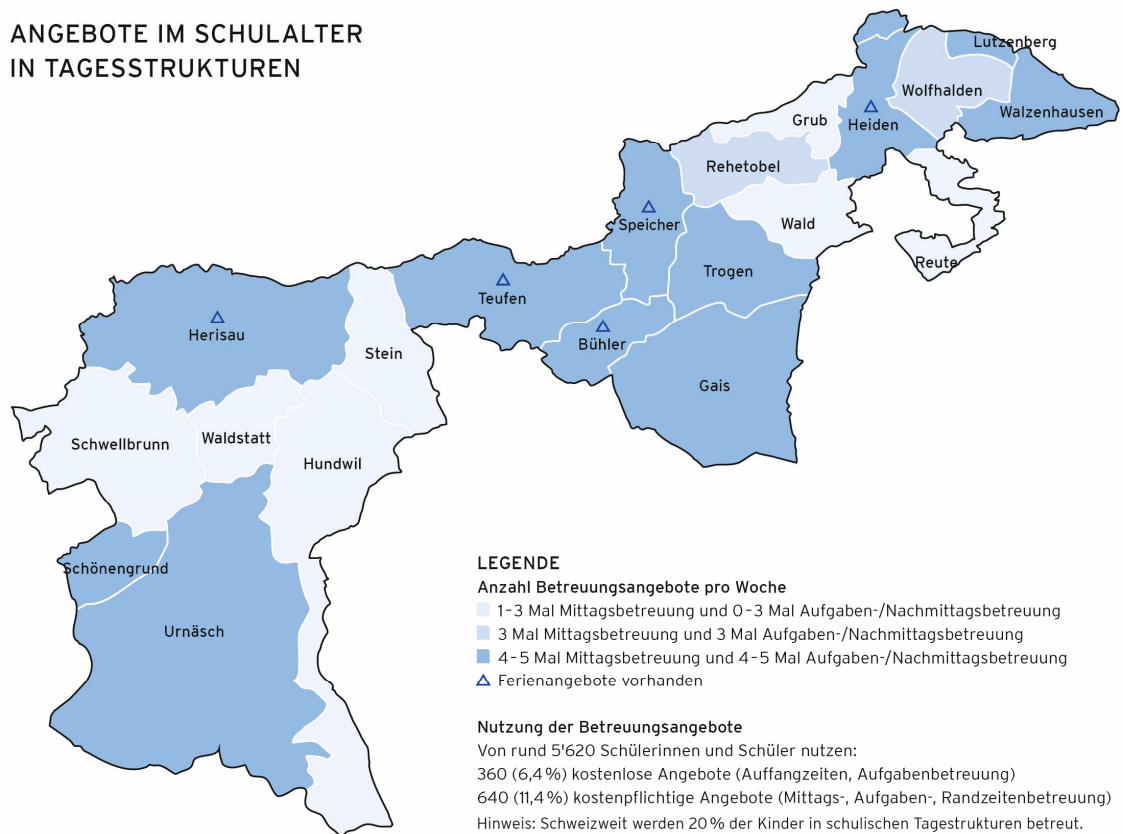 ANGEBOTE IM SCHULALTER
IN TAGESSTRUKTUREN
Lutzenberg
Wolfhalden
Walzenhausen
Grub
Heiden
Rehetobel
Speicher
Wald
Reute
Trogen
Teufen
Herisau
Bühler
Stein
Gais
Schwellbrunn
Waldstatt
Hundwil
Schönengrund
Urnäsch
LEGENDE
Anzahl Betreuungsangebote pro Woche
1–3 Mal Mittagsbetreuung und 0–3 Mal Aufgaben-/Nachmittagsbetreuung
3 Mal Mittagsbetreuung und 3 Mal Aufgaben-/Nachmittagsbetreuung
4–5 Mal Mittagsbetreuung und 4–5 Mal Aufgaben-/Nachmittagsbetreuung
Ferienangebote vorhanden
Nutzung der Betreuungsangebote
Von rund 5'620 Schülerinnen und Schüler nutzen:
360 (6,4 %) kostenlose Angebote (Auffangzeiten, Aufgabenbetreuung)
640 (11,4 %) kostenpflichtige Angebote (Mittags-, Aufgaben-, Randzeitenbetreuung)
Hinweis: Schweizweit werden 20 % der Kinder in schulischen Tagestrukturen betreut.